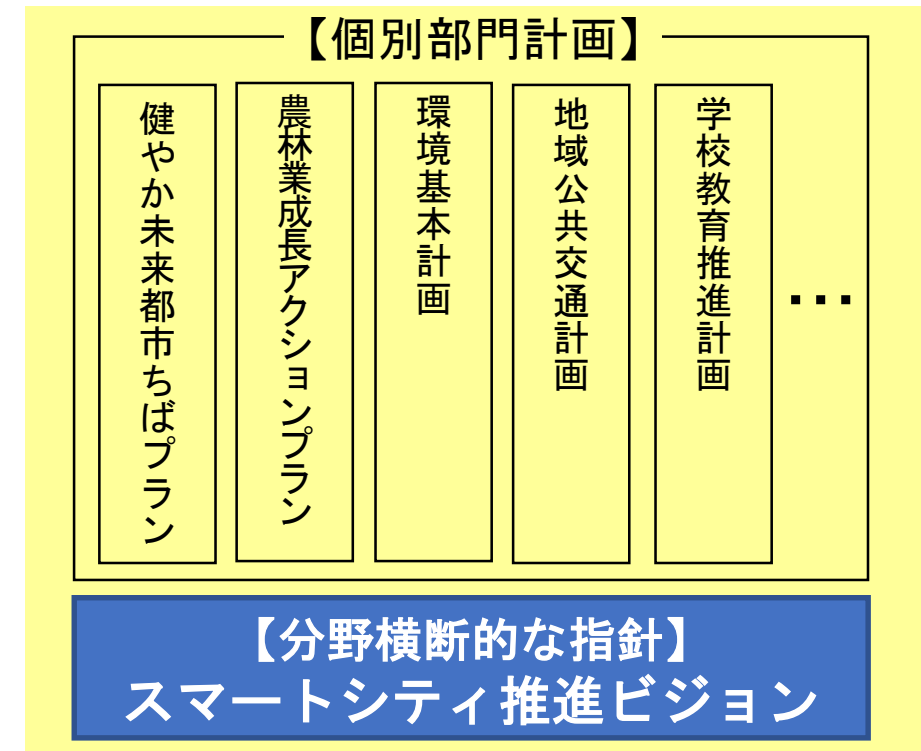 【個別部門計画】
健やか未来都市ちばプラン
農林業成長アクションプラン
環境基本計画
地域公共交通計画
学校教育推進計画
・・・
【分野横断的な指針】
スマートシティ推進ビジョン